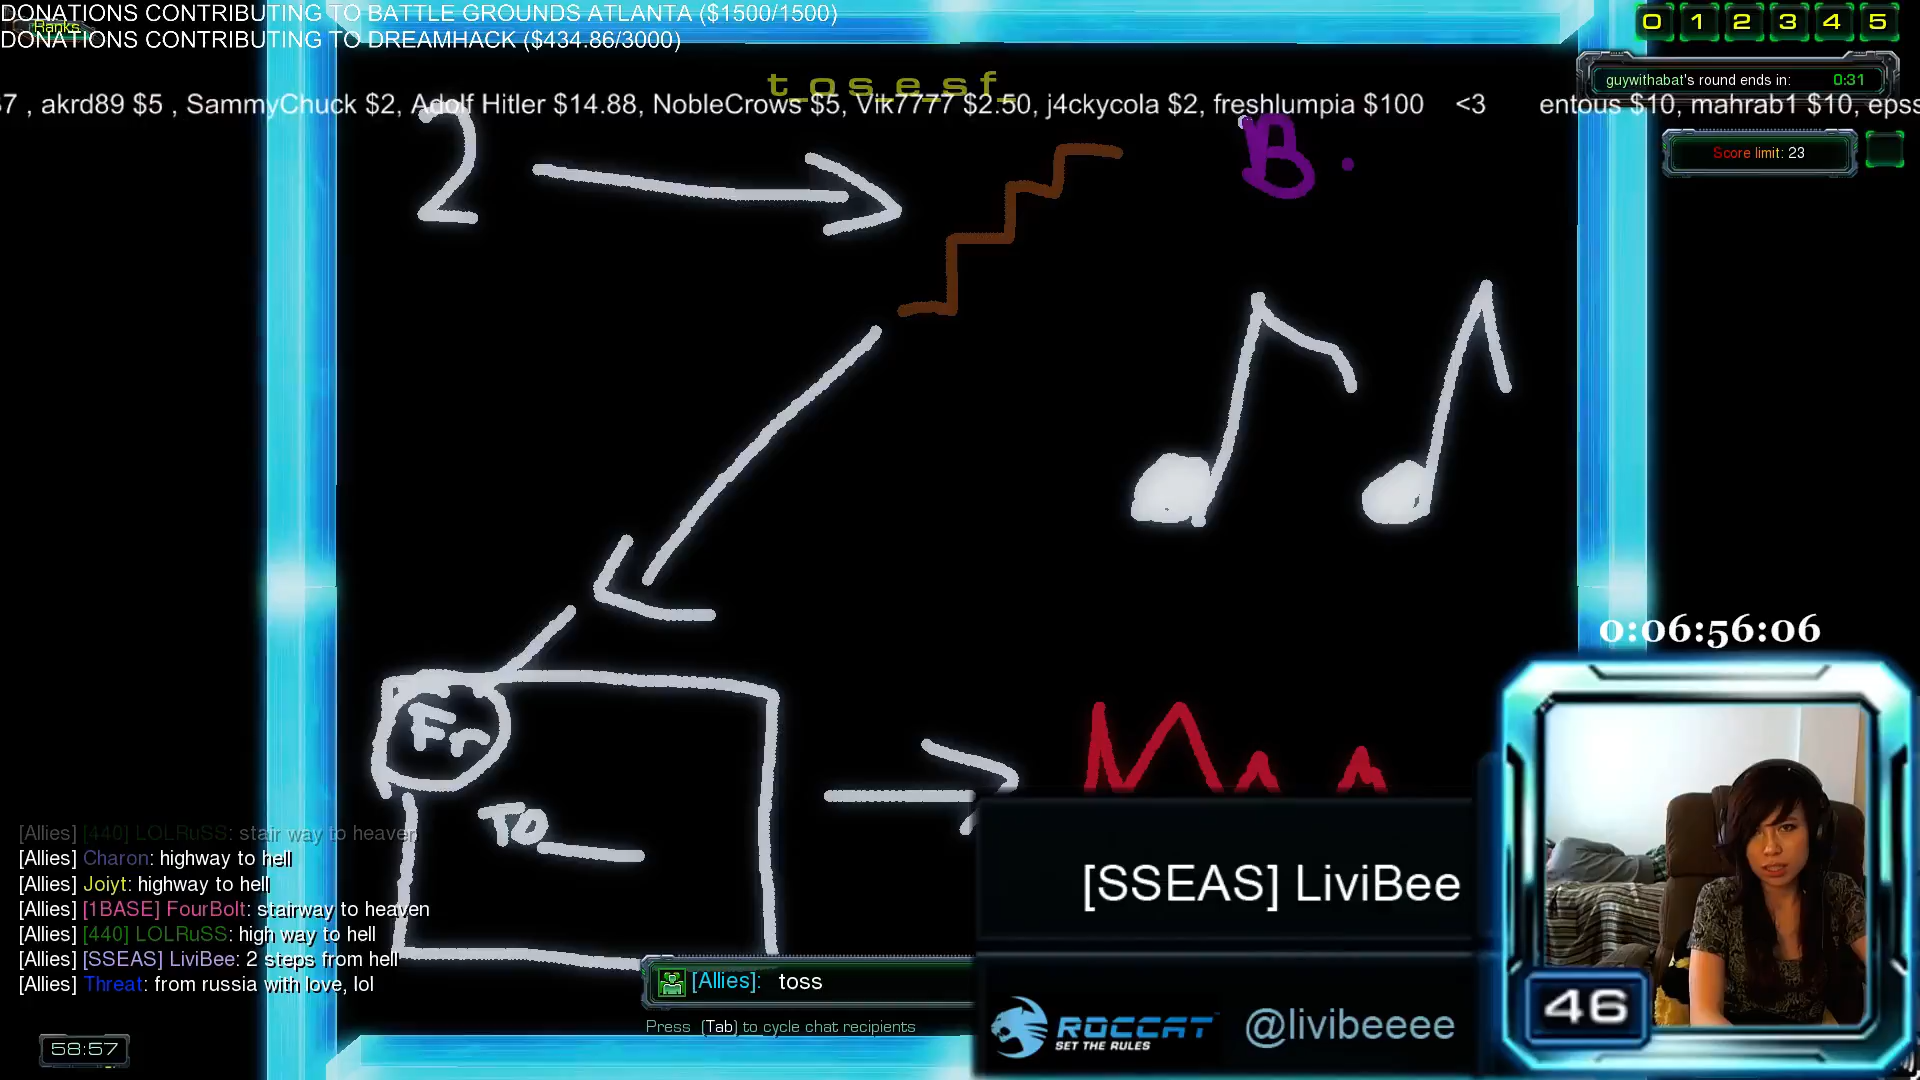 DONATIONS CONTRIBUTING TO BATTLE GROUNDS ATLANTA ($1500/1500)
Ranks
DONATIONS CONTRIBUTING TO DREAMHACK ($434.86/3000)
0 1 2 3 4 5
t_o s_e_s f_
guywithabat's round ends in: 0:31
67 , akrd89 $5 , SammyChuck $2, Adolf Hitler $14.88, NobleCrows $5, Vik7777 $2.50, j4ckycola $2, freshlumpia $100 <3 entous $10, mahrab1 $10, epss
Score limit: 23
2
B.
0:06:56:06
Fr
To
[Allies] [440] LOLRuSS: stair way to heaven
[Allies] Charon: highway to hell
[Allies] Joiyt: highway to hell
[Allies] [1BASE] FourBolt: stairway to heaven
[Allies] [440] LOLRuSS: high way to hell
[Allies] [SSEAS] LiviBee: 2 steps from hell
[Allies] Threat: from russia with love, lol
[SSEAS] LiviBee
[Allies]: toss
Press (Tab) to cycle chat recipients
ROCCAT
SET THE RULES
@livibeeee
46
58:57